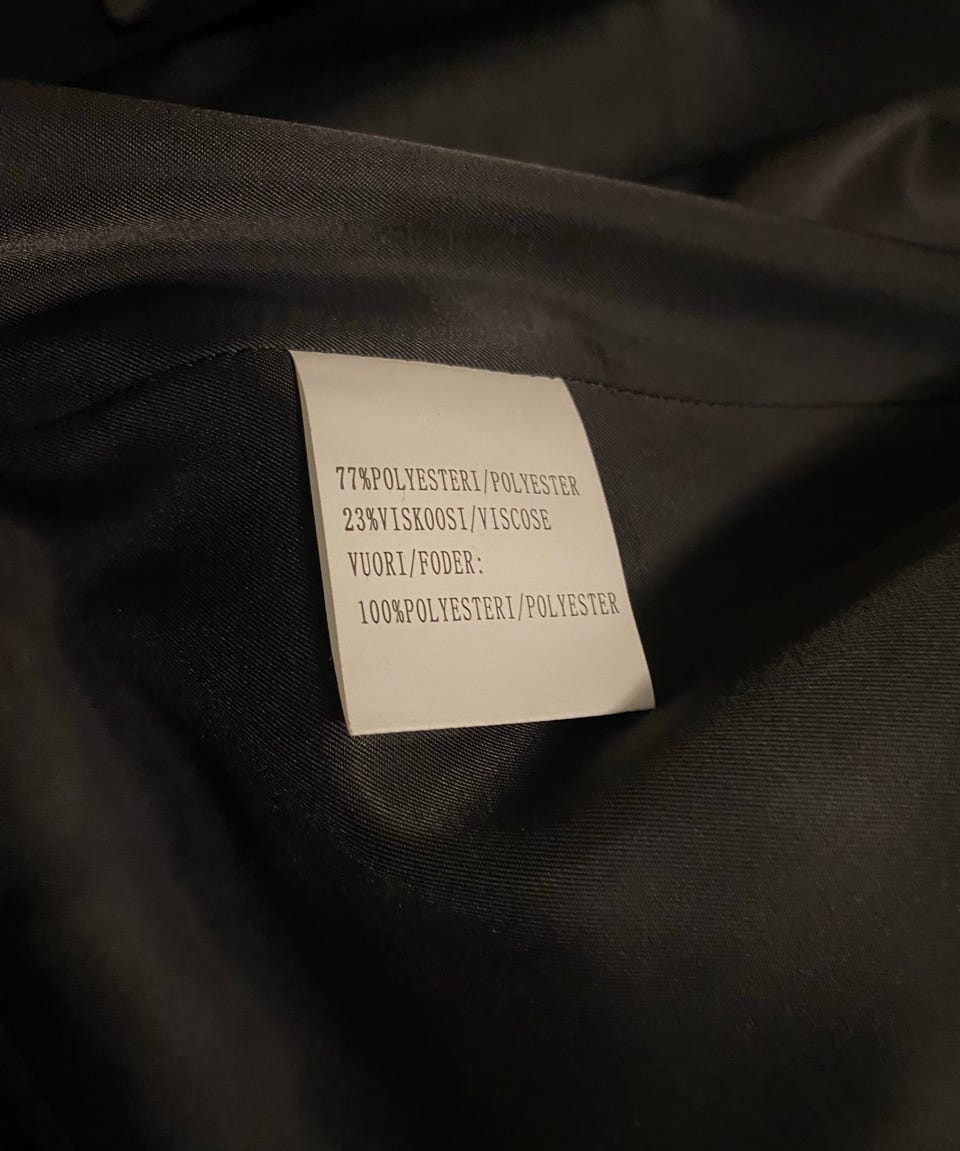 77%POLYESTERI/POLYESTER
23%VISKOOSI/VISCOSE
VUORI/FODER:
100%POLYESTERI/POLYESTER